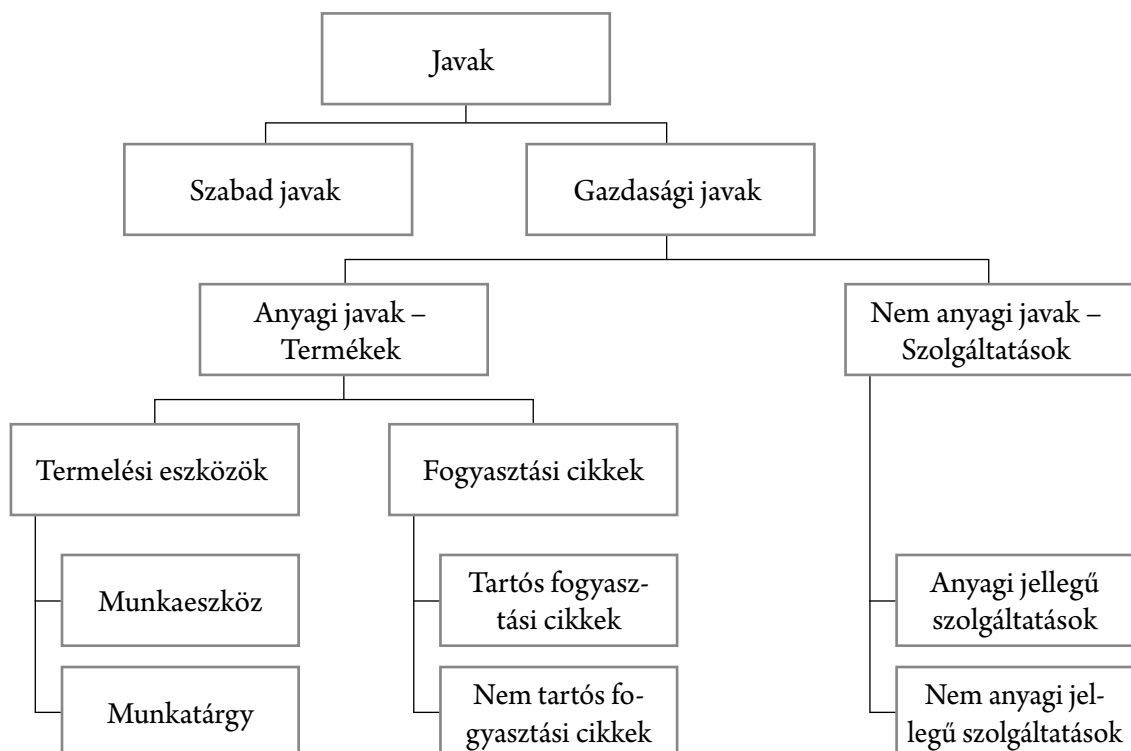 Javak
Szabad javak
Gazdasági javak
Anyagi javak –
Termékek
Nem anyagi javak –
Szolgáltatások
Termelési eszközök
Fogyasztási cikkek
Munkaeszköz
Tartós fogyasz-
tási cikkek
Anyagi jellegű
szolgáltatások
Munkatárgy
Nem tartós fo-
gyasztási cikkek
Nem anyagi jel-
legű szolgáltatások